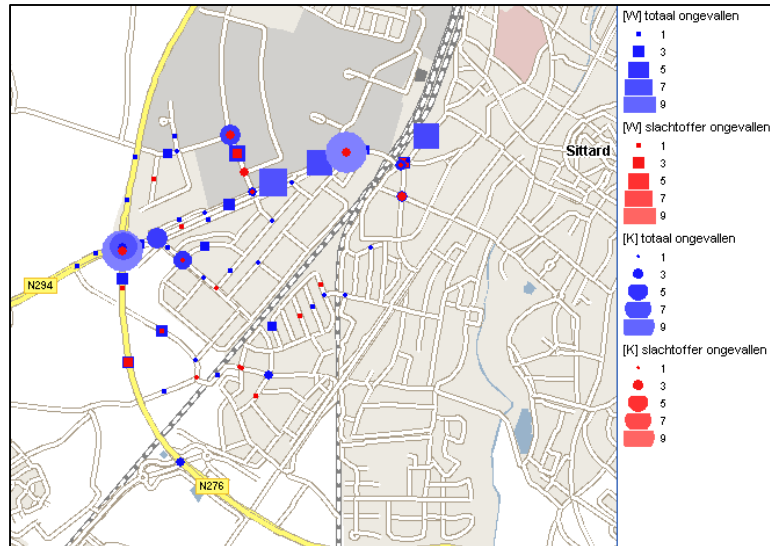 [W] totaal ongevallen
1
3
5
7
9
[W] slachtoffer ongevallen
1
3
5
7
9
[K] totaal ongevallen
1
3
5
7
9
[K] slachtoffer ongevallen
1
3
5
7
9
Sittard
N294
N276